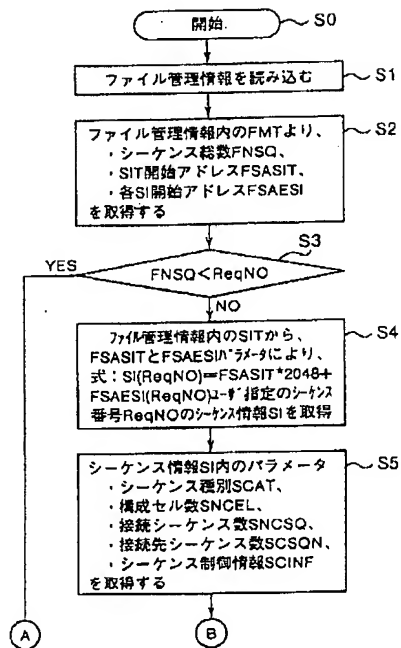 開始
S0
ファイル管理情報を読み込む
S1
ファイル管理情報内のFMTより、
・シーケンス総数FNSQ、
・SIT開始アドレスFSASIT、
・各SI開始アドレスFSAESI
を取得する
S2
S3
FNSQ<ReqNO
YES
NO
ファイル管理情報内のSITから、
FSASITとFSAESIパラメータにより、
式：SI(ReqNO)=FSASIT*2048+
FSAESI(ReqNO)ユーザ指定のシーケンス
番号ReqNOのシーケンス情報SIを取得
S4
シーケンス情報SI内のパラメータ
・シーケンス種別SCAT、
・構成セル数SNCEL、
・接続シーケンス数SNCSQ、
・接続先シーケンス数SCSQN、
・シーケンス制御情報SCINF
を取得する
S5
A
B